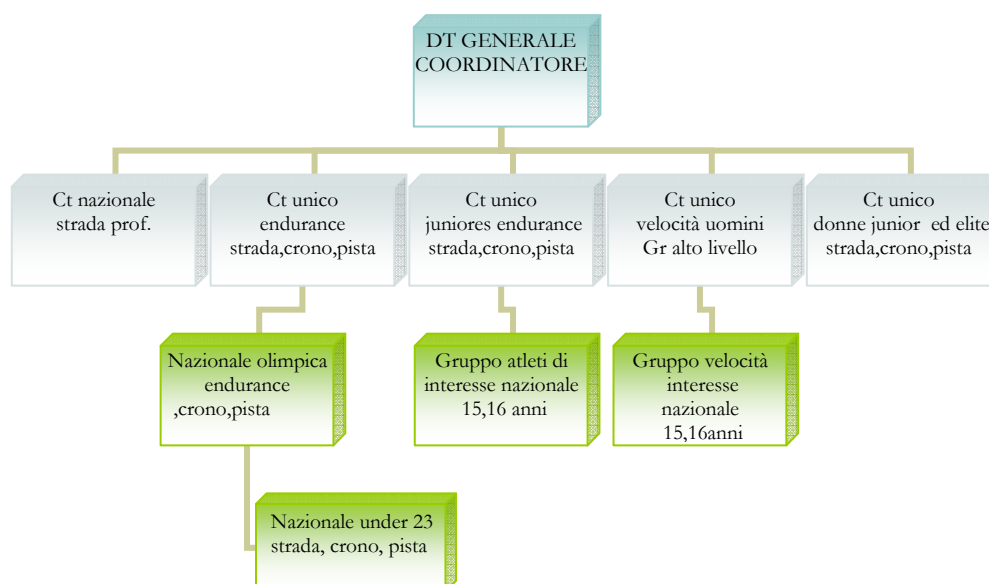 DT GENERALE
COORDINATORE
Ct nazionale
strada prof.
Ct unico
endurance
strada,crono,pista
Ct unico
juniores endurance
strada,crono,pista
Ct unico
velocità uomini
Gr alto livello
Ct unico
donne junior ed elite
strada,crono,pista
Nazionale olimpica
endurance
,crono,pista
Gruppo atleti di
interesse nazionale
15,16 anni
Gruppo velocità
interesse
nazionale
15,16anni
Nazionale under 23
strada, crono, pista